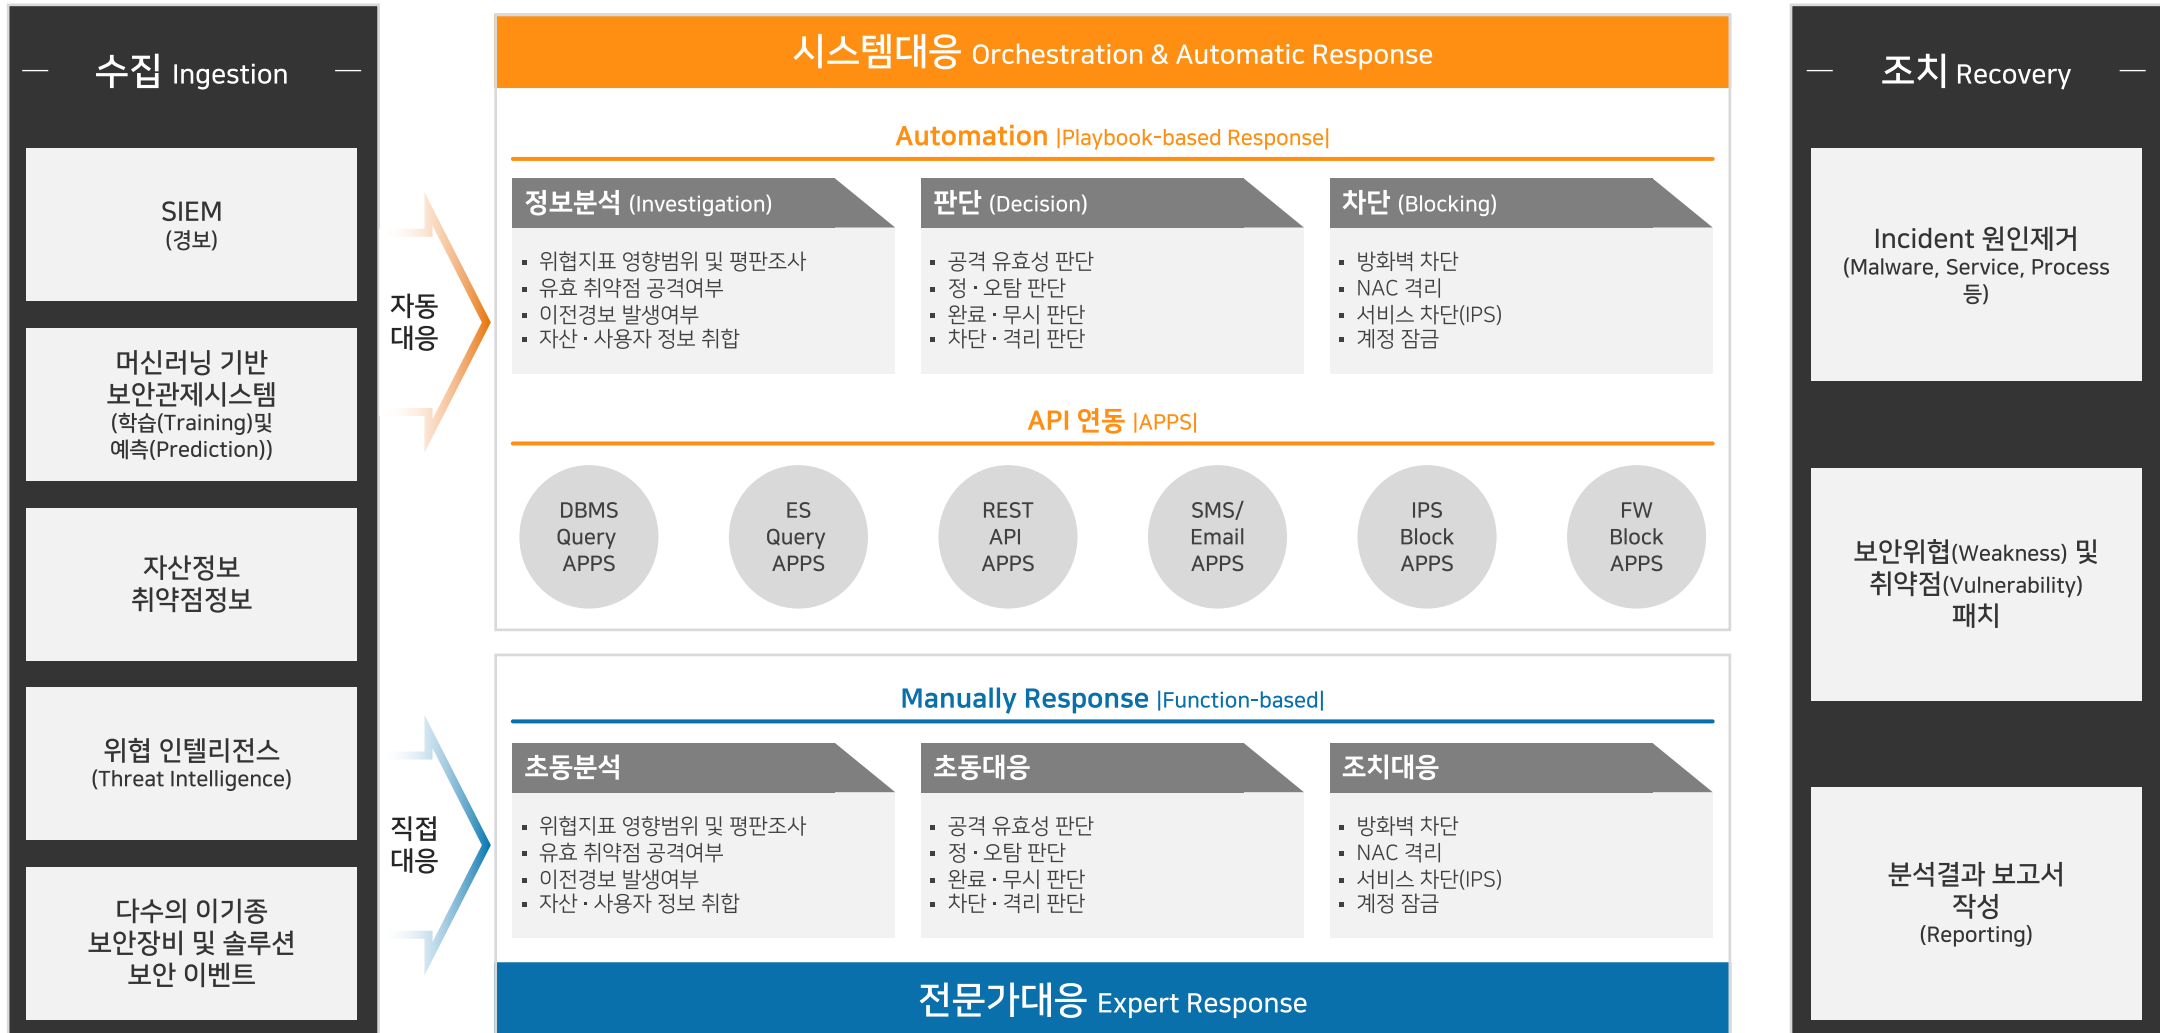 수집 Ingestion
SIEM
(경보)
머신러닝 기반
보안관제시스템
(학습(Training)및
예측(Prediction))
자산정보
취약점정보
위협 인텔리전스
(Threat Intelligence)
다수의 이기종
보안장비 및 솔루션
보안 이벤트
자동
대응
직접
대응
시스템대응 Orchestration & Automatic Response
Automation |Playbook-based Response|
정보분석 (Investigation)
▪ 위협지표 영향범위 및 평판조사
▪ 유효 취약점 공격여부
▪ 이전경보 발생여부
▪ 자산 · 사용자 정보 취합
판단 (Decision)
▪ 공격 유효성 판단
▪ 정 · 오탐 판단
▪ 완료 · 무시 판단
▪ 차단 · 격리 판단
차단 (Blocking)
▪ 방화벽 차단
▪ NAC 격리
▪ 서비스 차단(IPS)
▪ 계정 잠금
API 연동 |APPS|
DBMS
Query
APPS
ES
Query
APPS
REST
API
APPS
SMS/
Email
APPS
IPS
Block
APPS
FW
Block
APPS
Manually Response |Function-based|
초동분석
▪ 위협지표 영향범위 및 평판조사
▪ 유효 취약점 공격여부
▪ 이전경보 발생여부
▪ 자산 · 사용자 정보 취합
초동대응
▪ 공격 유효성 판단
▪ 정 · 오탐 판단
▪ 완료 · 무시 판단
▪ 차단 · 격리 판단
조치대응
▪ 방화벽 차단
▪ NAC 격리
▪ 서비스 차단(IPS)
▪ 계정 잠금
전문가대응 Expert Response
조치 Recovery
Incident 원인제거
(Malware, Service, Process
등)
보안위협(Weakness) 및
취약점(Vulnerability)
패치
분석결과 보고서
작성
(Reporting)